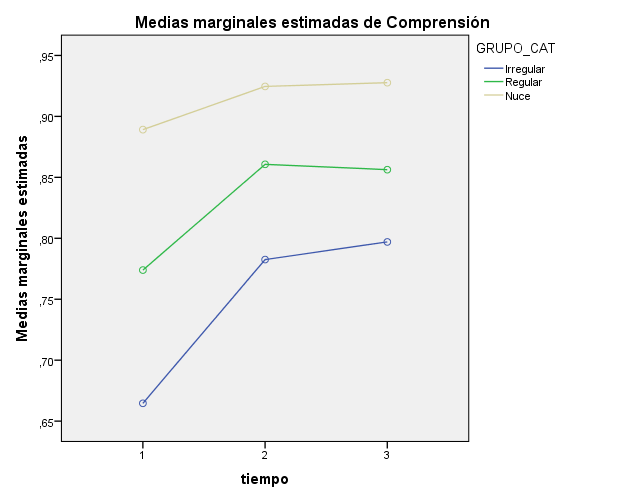 Medias marginales estimadas de Comprensión
GRUPO_CAT
Irregular
Regular
Nuce
Medias marginales estimadas
,95
,90
,85
,80
,75
,70
,65
1 2 3
tiempo